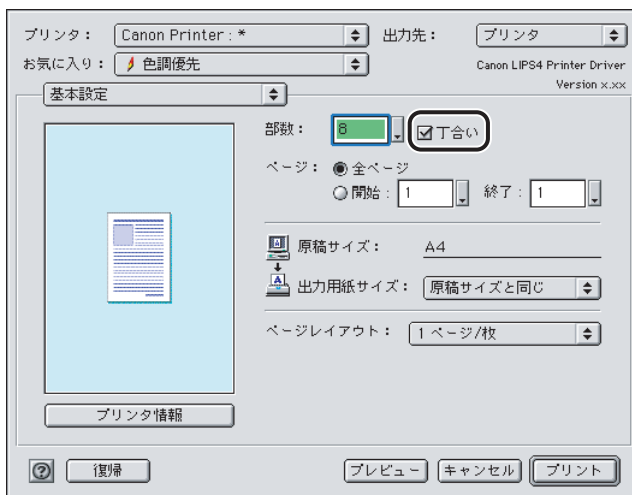 プリンタ： Canon Printer : * 出力先： プリンタ
お気に入り： 色調優先 Canon LIPS4 Printer Driver
Version x.xx
基本設定
部数： 8 丁合い
ページ： 全ページ
開始： 1 終了： 1
原稿サイズ： A4
出力用紙サイズ： 原稿サイズと同じ
ページレイアウト： 1 ページ/枚
プリンタ情報
? 復帰 プレビュー キャンセル プリント